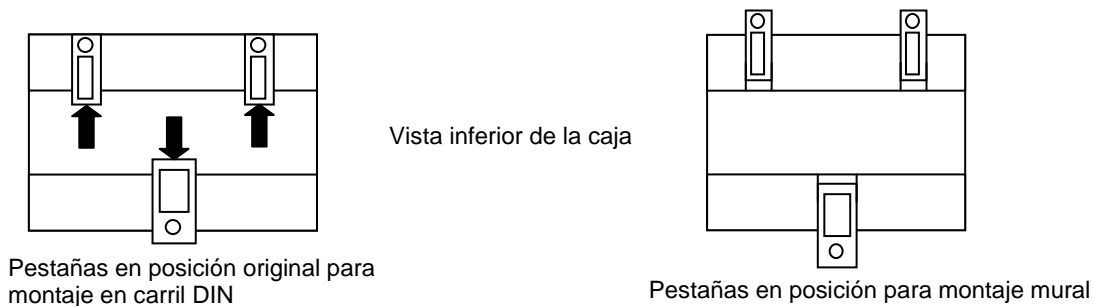 Vista inferior de la caja
Pestañas en posición original para
montaje en carril DIN
Pestañas en posición para montaje mural